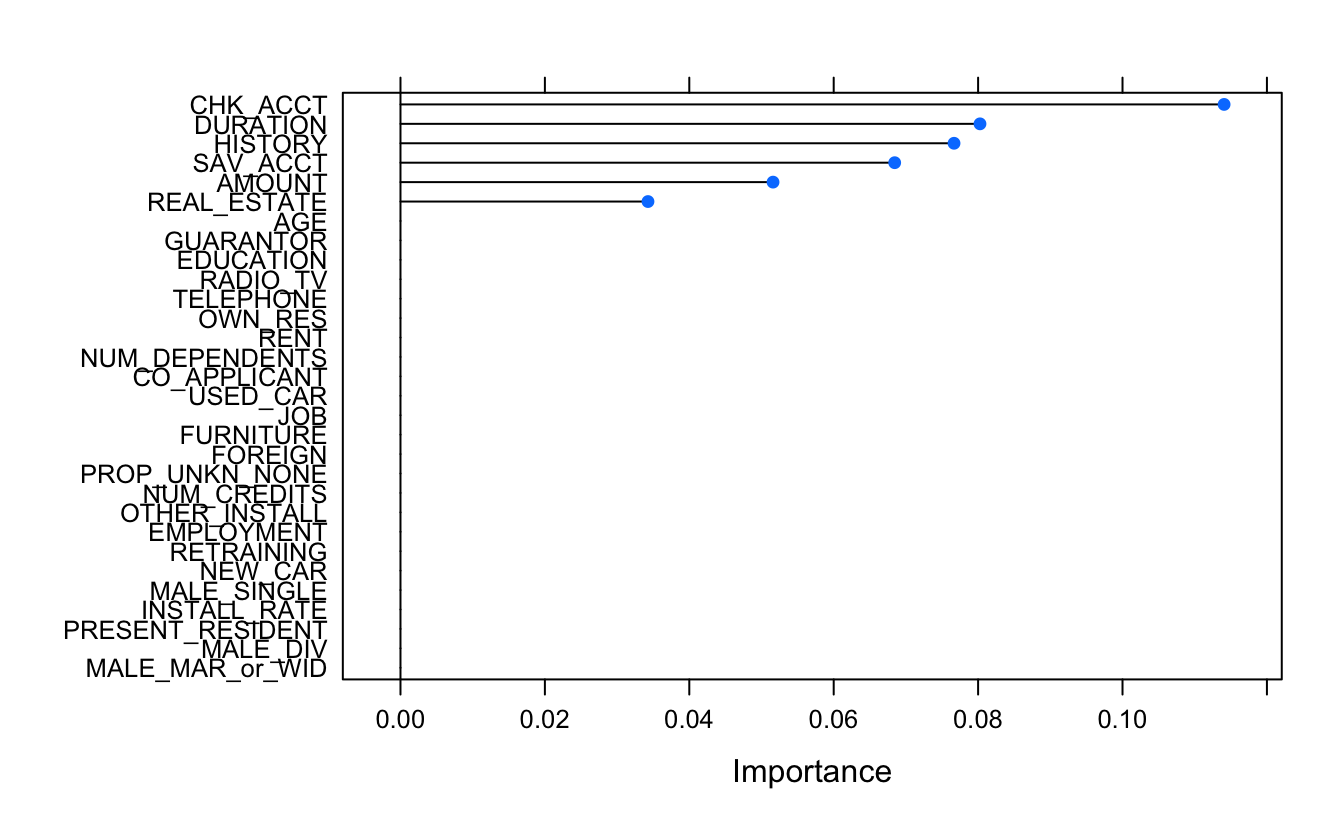 CHK_ACCT
DURATION
HISTORY
SAV_ACCT
AMOUNT
REAL_ESTATE
AGE
GUARANTOR
EDUCATION
RADIO_TV
TELEPHONE
OWN_RES
RENT
NUM_DEPENDENTS
CO_APPLICANT
USED_CAR
JOB
FURNITURE
FOREIGN
PROP_UNKN_NONE
NUM_CREDITS
OTHER_INSTALL
EMPLOYMENT
RETRAINING
NEW_CAR
MALE_SINGLE
INSTALL_RATE
PRESENT_RESIDENT
MALE_DIV
MALE_MAR_or_WID
0.00 0.02 0.04 0.06 0.08 0.10
Importance